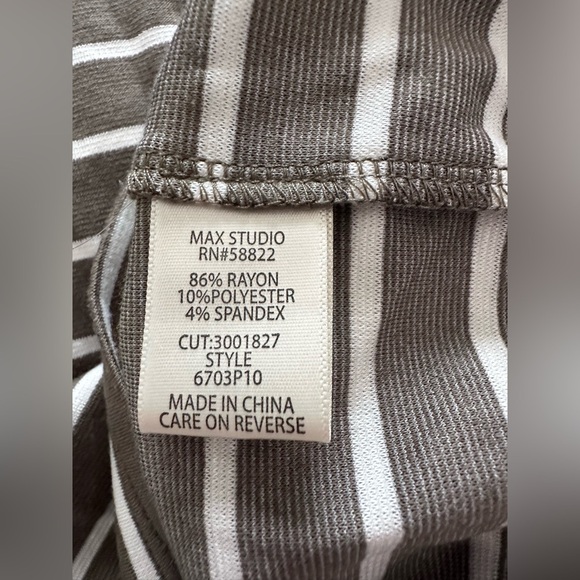 MAX STUDIO
RN#58822
86% RAYON
10%POLYESTER
4% SPANDEX
CUT:3001827
STYLE
6703P10
MADE IN CHINA
CARE ON REVERSE